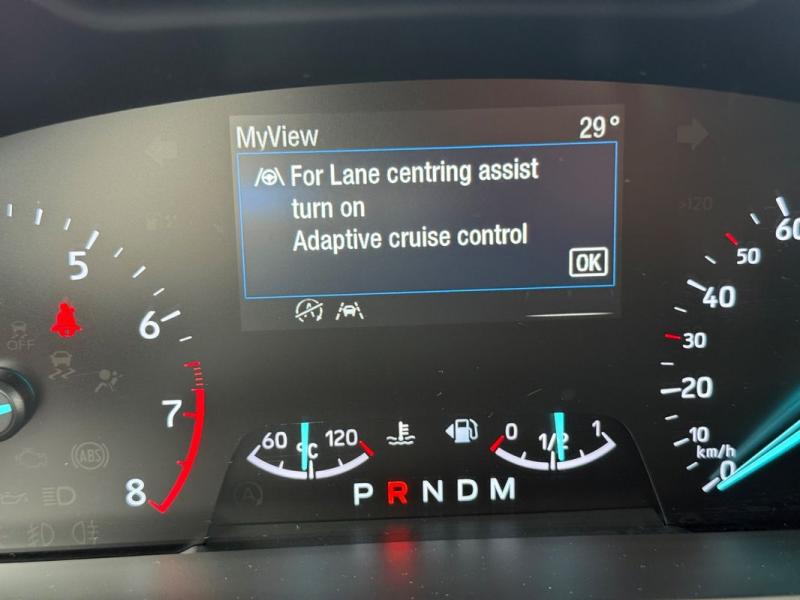 MyView 29°
For Lane centring assist
turn on
Adaptive cruise control
OK
A
5
6
7
8
OFF
ABS
60 °C 120
0 1/2 1
P R N D M
60
50
40
30
20
10
km/h
0
>120